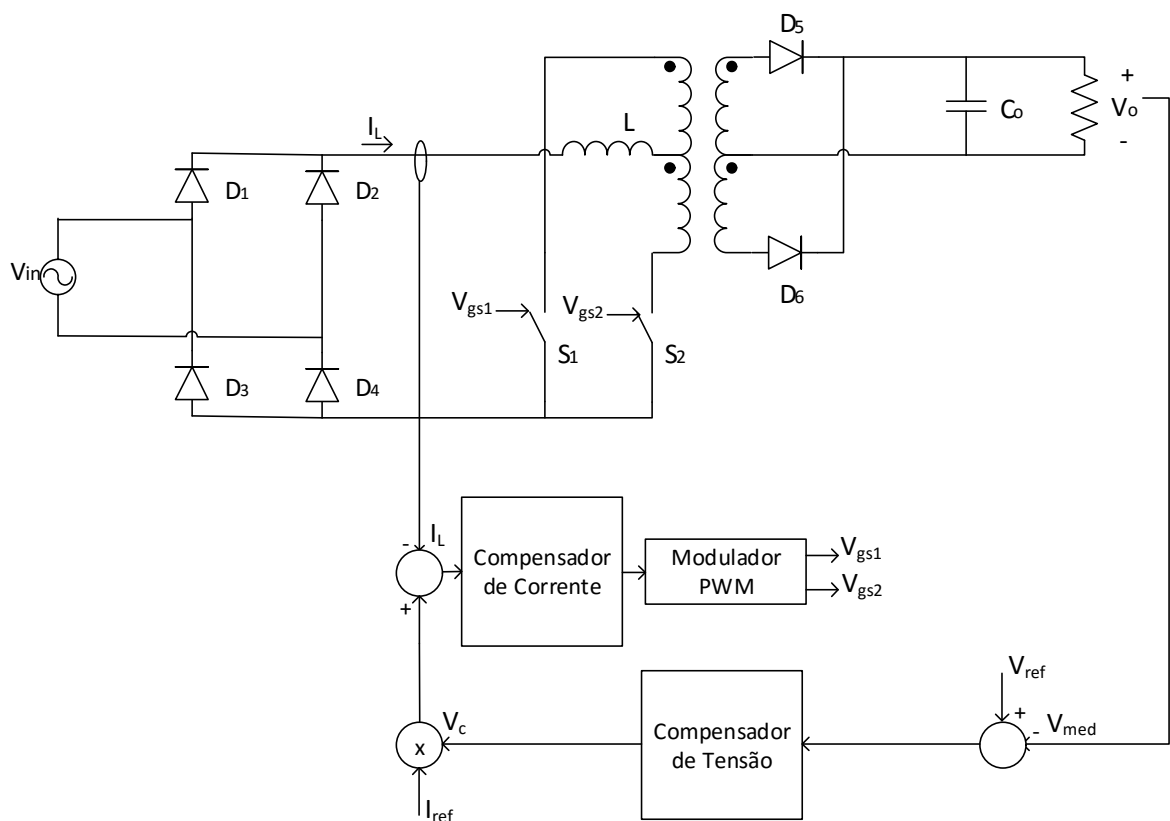 D5
IL
L
Co
+
Vo
-
D1
D2
D6
Vin
Vgs1
Vgs2
S1
S2
D3
D4
-
IL
Compensador
de Corrente
Modulador
PWM
Vgs1
Vgs2
+
Vref
Vc
Compensador
de Tensão
+
-
Vmed
x
Iref